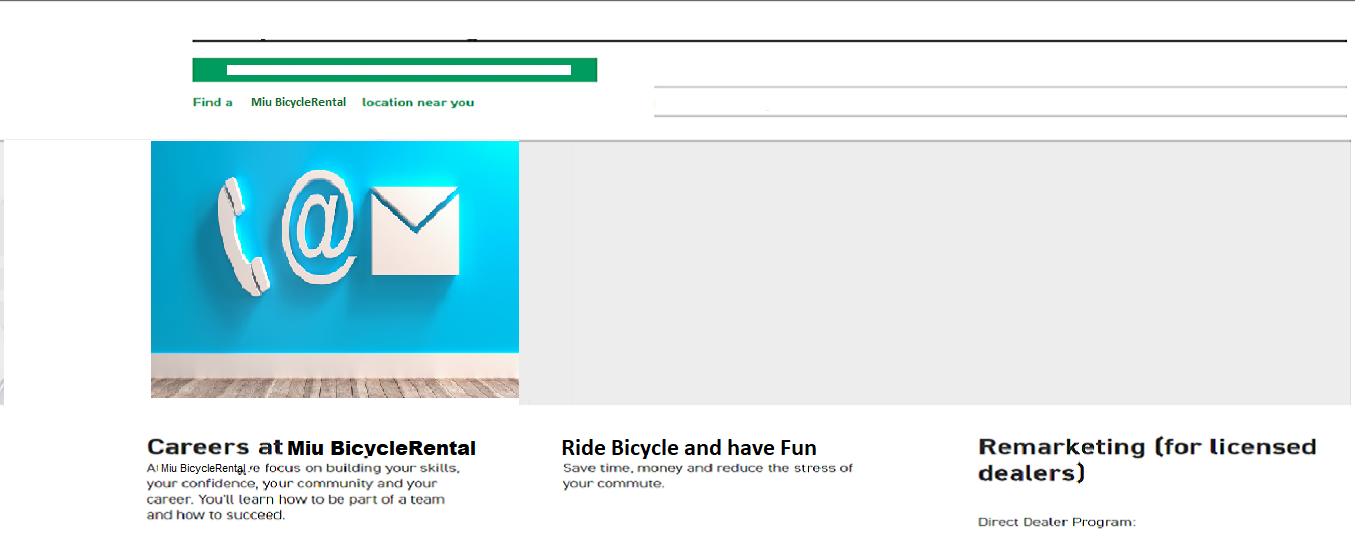 Find a Miu BicycleRental location near you
@
Careers at Miu BicycleRental
At Miu BicycleRental focus on building your skills,
your confidence, your community and your
career. You'll learn how to be part of a team
and how to succeed.
Ride Bicycle and have Fun
Save time, money and reduce the stress of
your commute.
Remarketing (for licensed
dealers)
Direct Dealer Program: